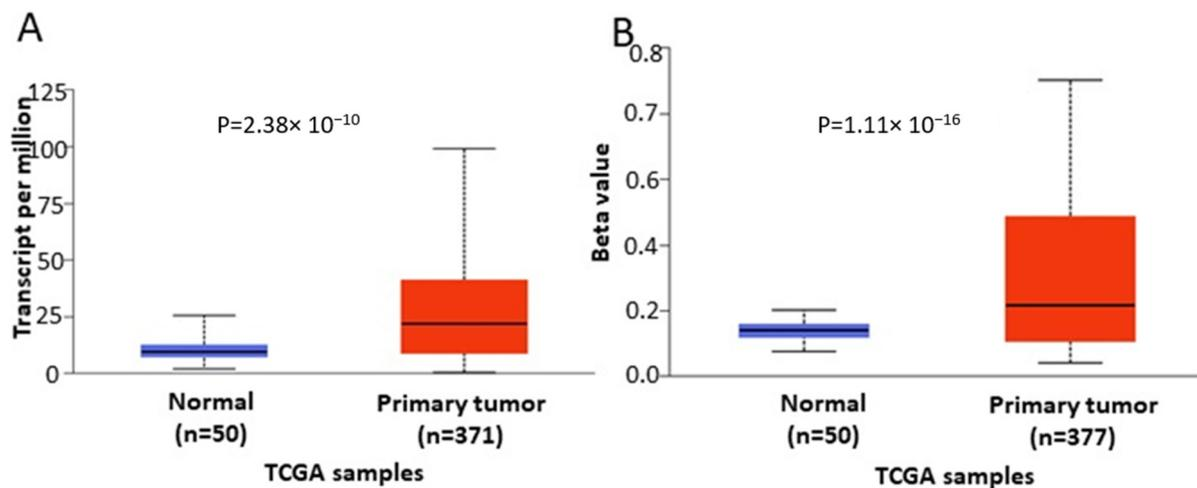 A
Transcript per million
125
100
75
50
25
0
P=2.38× 10⁻¹⁰
Normal
(n=50)
Primary tumor
(n=371)
TCGA samples
B
Beta value
0.8
0.7
0.6
0.4
0.2
0.0
P=1.11× 10⁻¹⁶
Normal
(n=50)
Primary tumor
(n=377)
TCGA samples